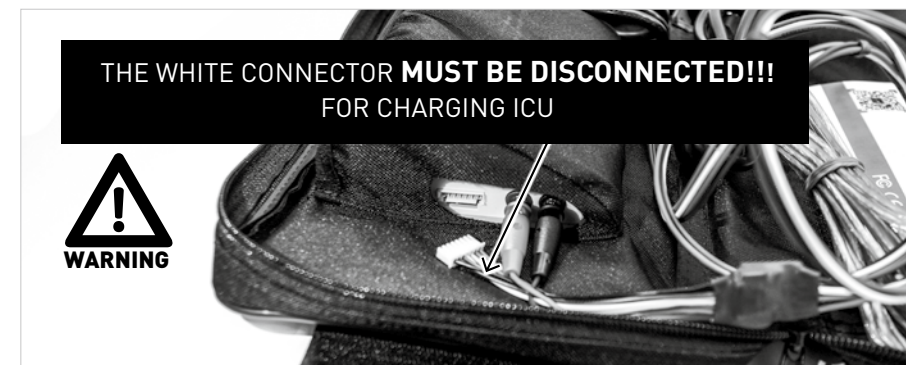 THE WHITE CONNECTOR MUST BE DISCONNECTED!!!
FOR CHARGING ICU
WARNING